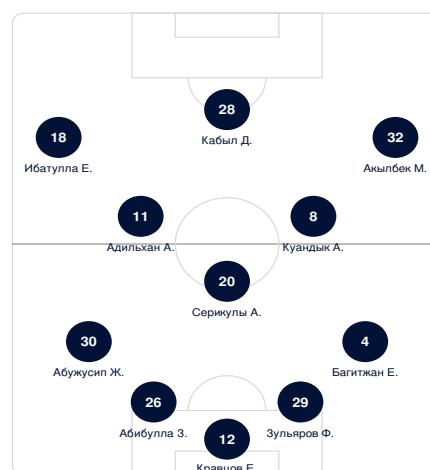 28
Кабыл Д.
18
Ибатулла Е.
32
Акылбек М.
11
Адильхан А.
8
Куандык А.
20
Серикулы А.
30
Абужусип Ж.
4
Багитжан Е.
26
Абибулла З.
29
Зульяров Ф.
12
Кравцов Е.